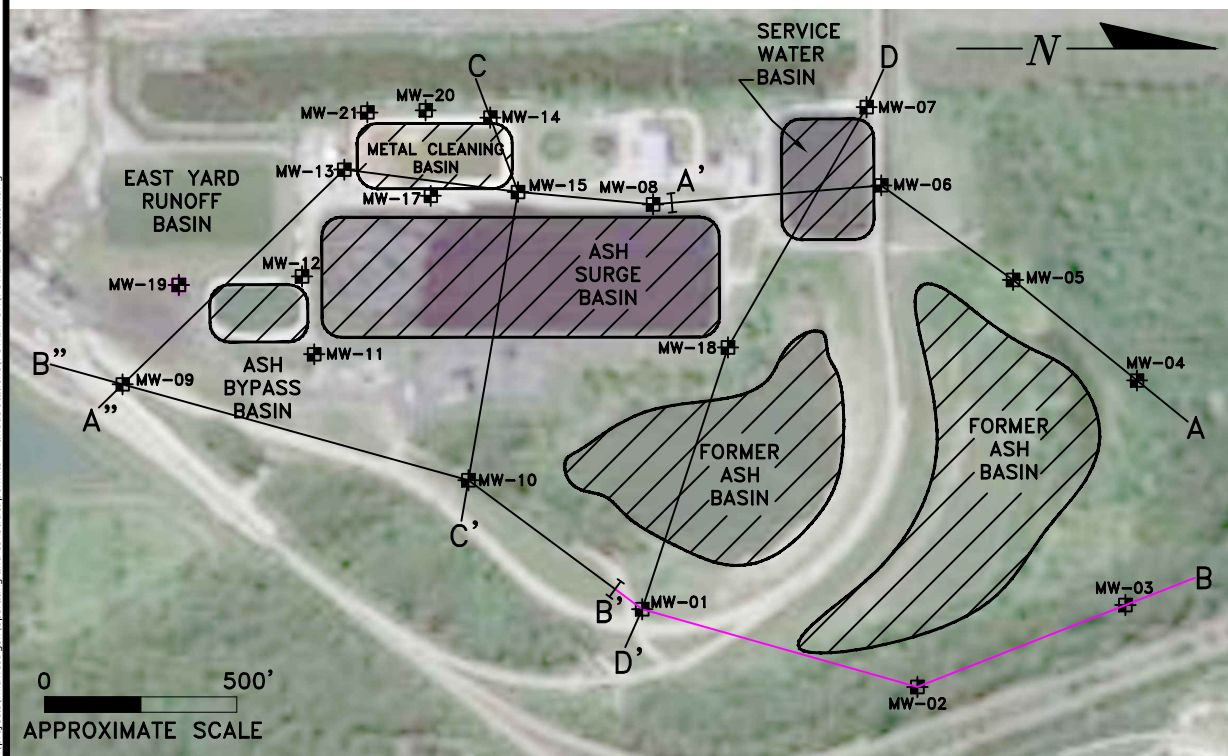 SERVICE
WATER
BASIN
N
C
D
MW-21
MW-20
MW-14
MW-07
METAL CLEANING
BASIN
MW-13
EAST YARD
RUNOFF
BASIN
MW-17
MW-15
MW-08
A'
MW-06
ASH
SURGE
BASIN
MW-12
MW-19
MW-05
MW-18
MW-11
B"
MW-09
A"
ASH
BYPASS
BASIN
MW-04
A
FORMER
ASH
BASIN
FORMER
ASH
BASIN
MW-10
C'
B'
MW-01
D'
MW-03
B
MW-02
0 500'
APPROXIMATE SCALE